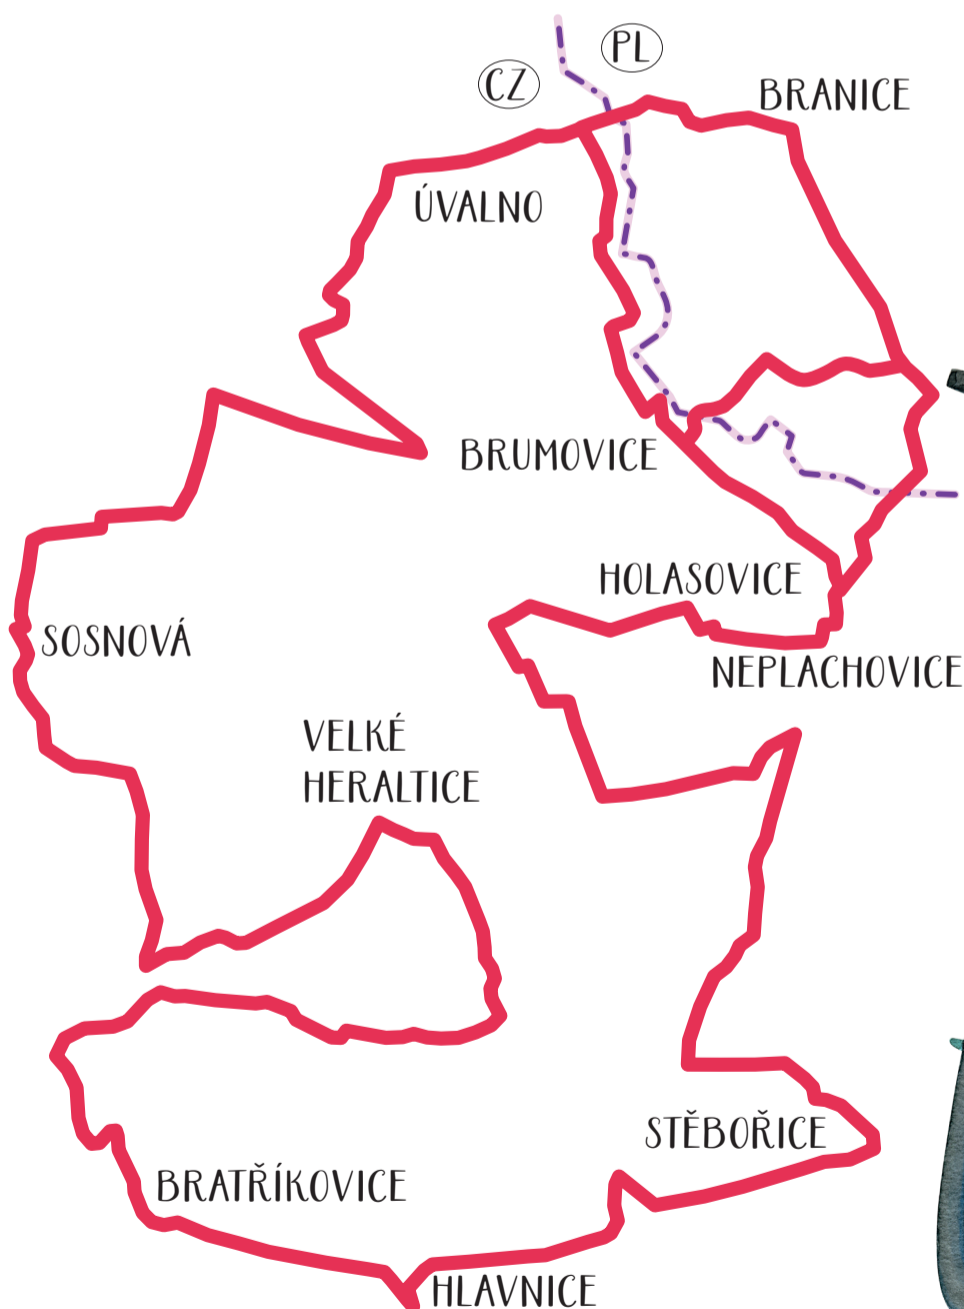 PL
CZ
BRANICE
ÚVALNO
BRUMOVICE
HOLASOVICE
SOSNOVÁ
NEPLACHOVICE
VELKÉ
HERALTICE
STĚBOŘICE
BRATŘÍKOVICE
HLAVNICE